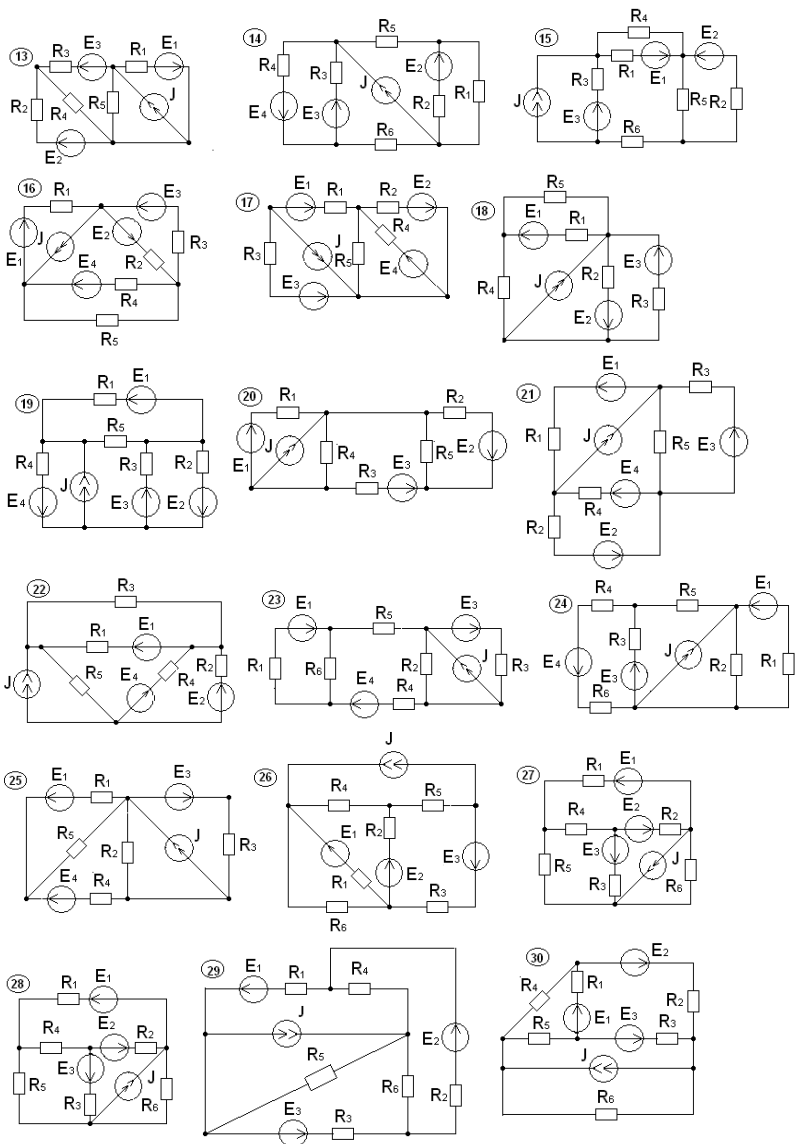 13 R3 E3 R1 E1 R2 R4 R5 J E2
14 R5 R4 R3 E2 J R2 R1 E4 E3 R6
15 R4 R1 E1 E2 R3 J R5 R2 E3 R6
16 R1 E3 J E2 R3 E1 R2 E4 R4 R5
17 E1 R1 R2 E2 R3 J R5 R4 E4 E3
18 R5 E1 R1 J R2 E3 R4 R3 E2
19 R1 E1 R5 R4 R3 R2 J E4 E3 E2
20 R1 R2 J E1 R4 R5 E2 R3 E3
21 E1 R3 R1 J R5 E3 E4 R4 R2 E2
22 R3 R1 E1 R5 R2 J E4 R4 E2
23 E1 R5 E3 R1 R6 R2 J R3 E4 R4
24 R4 R5 E1 R3 J R2 R1 E4 E3 R6
25 E1 R1 E3 R5 R2 J R3 E4 R4
26 J R4 R5 E1 R2 E3 R1 E2 R3 R6
27 R1 E1 R4 E2 R2 E3 J R5 R3 R6
28 R1 E1 R4 E2 R2 E3 J R5 R3 R6
29 E1 R1 R4 J R5 E2 R6 R2 E3 R3
30 E2 R4 R1 R2 R5 E1 E3 R3 J R6